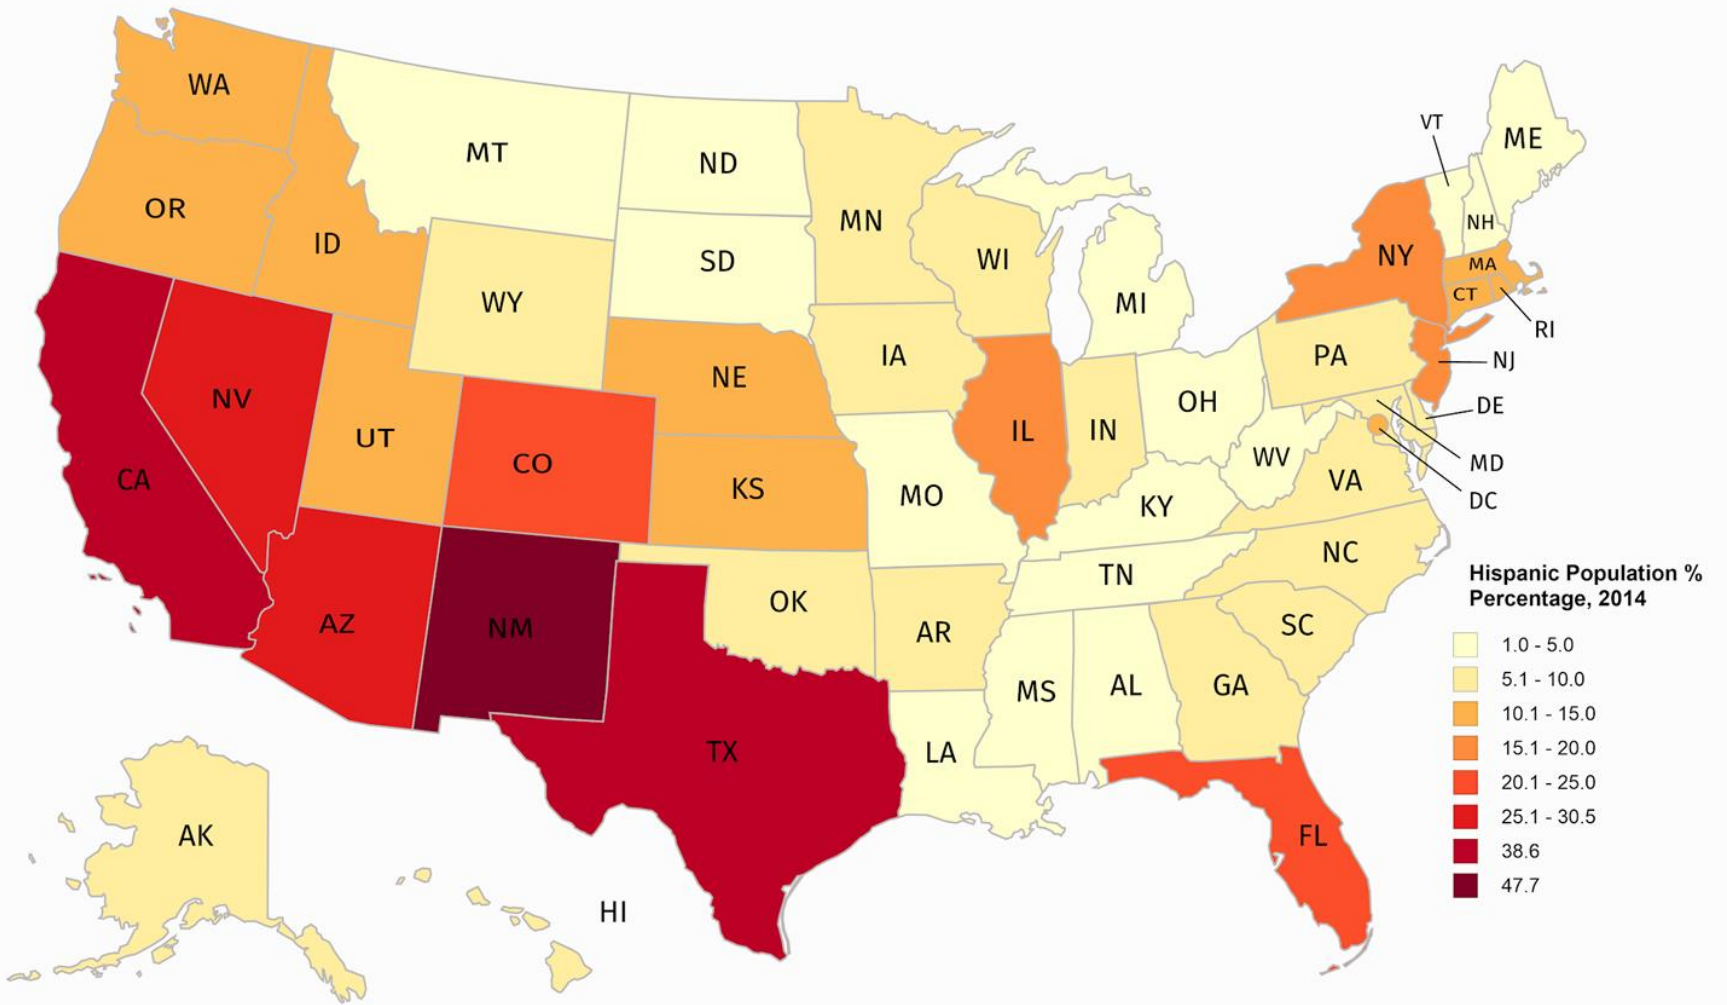 WA
MT
ND
VT
ME
OR
ID
MN
NH
SD
WI
NY
MA
WY
MI
CT
RI
IA
PA
NJ
NE
NV
OH
DE
UT
IL
IN
CO
WV
MD
CA
KS
MO
VA
DC
KY
NC
TN
OK
AZ
NM
AR
SC
MS
AL
GA
TX
LA
AK
FL
HI
Hispanic Population %
Percentage, 2014
1.0 - 5.0
5.1 - 10.0
10.1 - 15.0
15.1 - 20.0
20.1 - 25.0
25.1 - 30.5
38.6
47.7